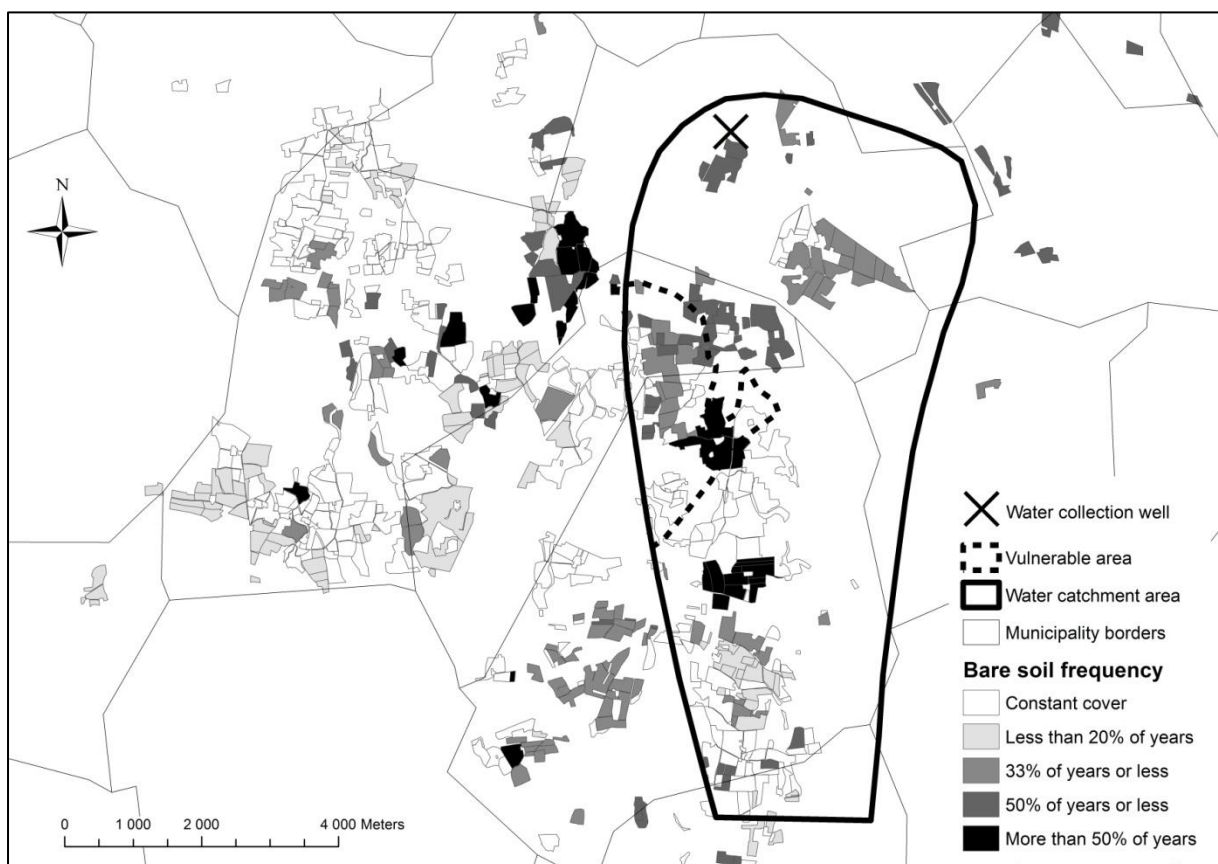 N
Water collection well
Vulnerable area
Water catchment area
Municipality borders
Bare soil frequency
Constant cover
Less than 20% of years
33% of years or less
50% of years or less
More than 50% of years
0 1 000 2 000 4 000 Meters